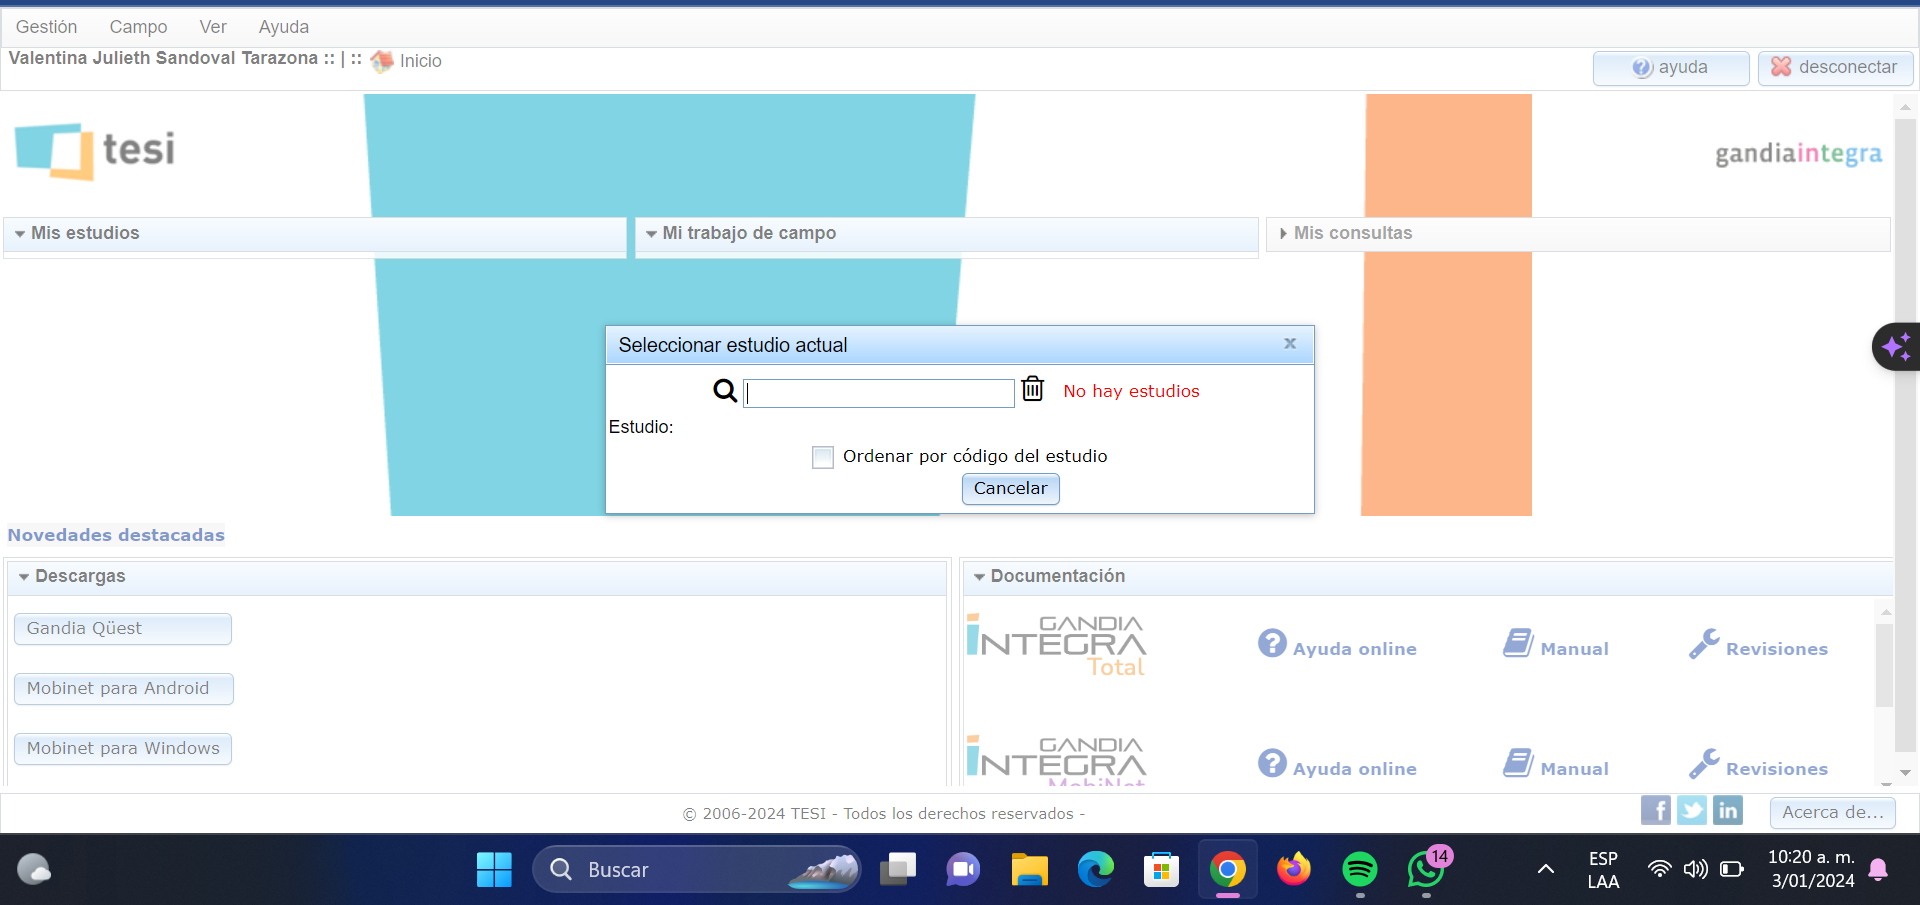 Gestión Campo Ver Ayuda
Valentina Julieth Sandoval Tarazona :: | :: Inicio
ayuda desconectar
tesi
gandiaintegra
Mis estudios Mi trabajo de campo Mis consultas
Seleccionar estudio actual x
No hay estudios
Estudio:
Ordenar por código del estudio
Cancelar
Novedades destacadas
Descargas
Gandia Qüest
Mobinet para Android
Mobinet para Windows
Documentación
GANDIA
INTEGRA
Total
Ayuda online Manual Revisiones
GANDIA
INTEGRA
MobiNet
Ayuda online Manual Revisiones
© 2006-2024 TESI - Todos los derechos reservados -
Acerca de...
Buscar
14
ESP
LAA
10:20 a. m.
3/01/2024